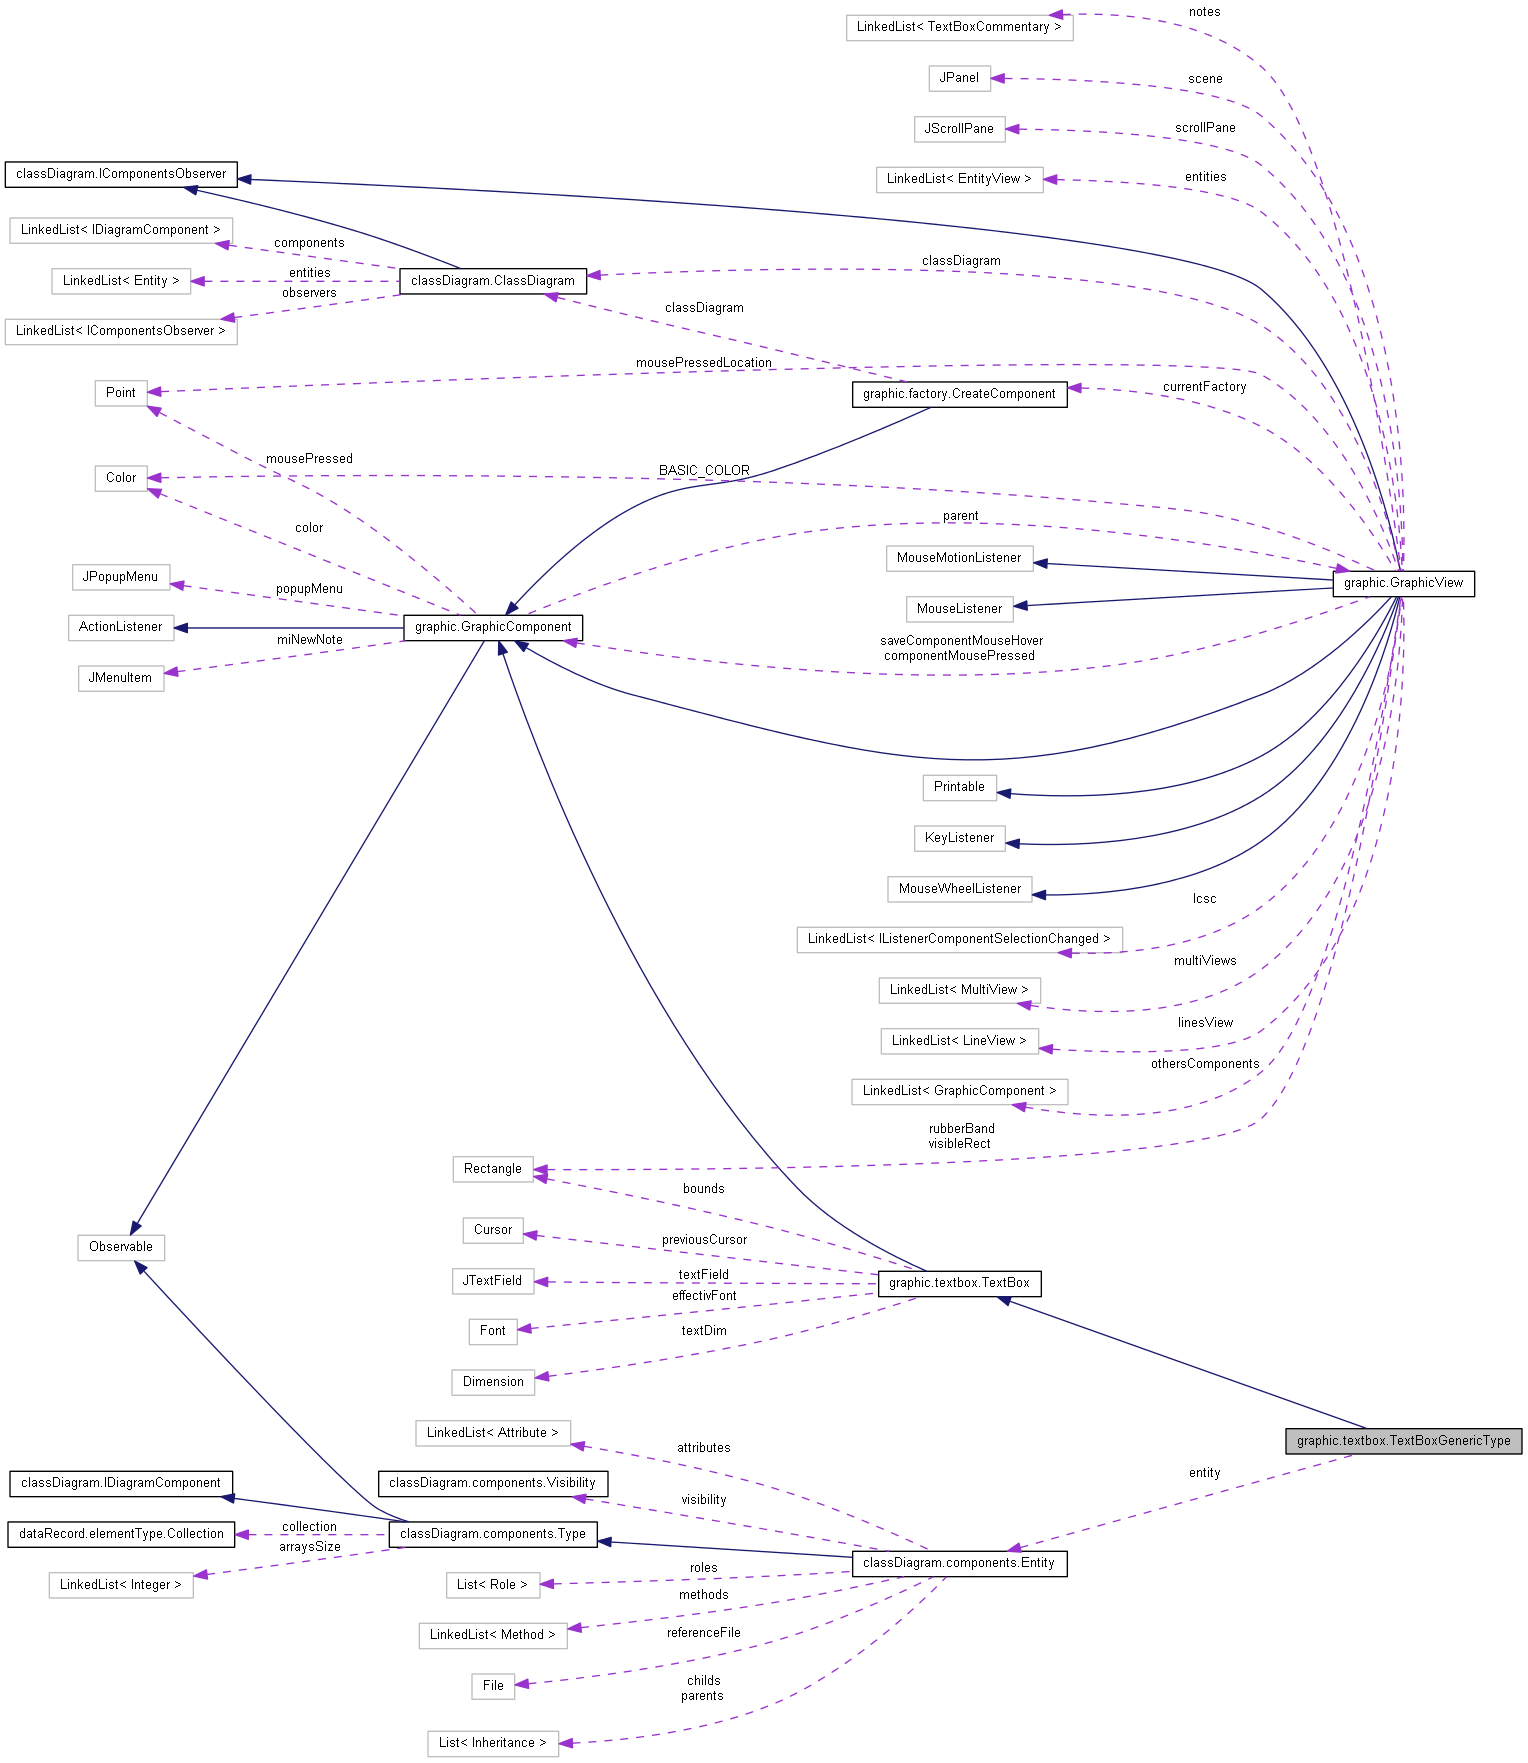 notes
LinkedList< TextBoxCommentary >
scene
JPanel
scrollPane
JScrollPane
classDiagram.IComponentsObserver
entities
LinkedList< EntityView >
LinkedList< IDiagramComponent >
components
classDiagram
entities
LinkedList< Entity >
classDiagram.ClassDiagram
observers
classDiagram
LinkedList< IComponentsObserver >
mousePressedLocation
Point
graphic.factory.CreateComponent
currentFactory
mousePressed
BASIC_COLOR
Color
color
parent
MouseMotionListener
JPopupMenu
popupMenu
graphic.GraphicView
MouseListener
ActionListener
graphic.GraphicComponent
miNewNote
saveComponentMouseHover
componentMousePressed
JMenuItem
Printable
KeyListener
MouseWheelListener
lcsc
LinkedList< IListenerComponentSelectionChanged >
multiViews
LinkedList< MultiView >
linesView
LinkedList< LineView >
othersComponents
LinkedList< GraphicComponent >
rubberBand
visibleRect
Rectangle
bounds
Cursor
previousCursor
Observable
textField
JTextField
graphic.textbox.TextBox
effectivFont
Font
textDim
Dimension
LinkedList< Attribute >
attributes
graphic.textbox.TextBoxGenericType
entity
classDiagram.IDiagramComponent
classDiagram.components.Visibility
visibility
dataRecord.elementType.Collection
collection
classDiagram.components.Type
arraysSize
classDiagram.components.Entity
roles
LinkedList< Integer >
List< Role >
methods
LinkedList< Method >
referenceFile
File
childs
parents
List< Inheritance >